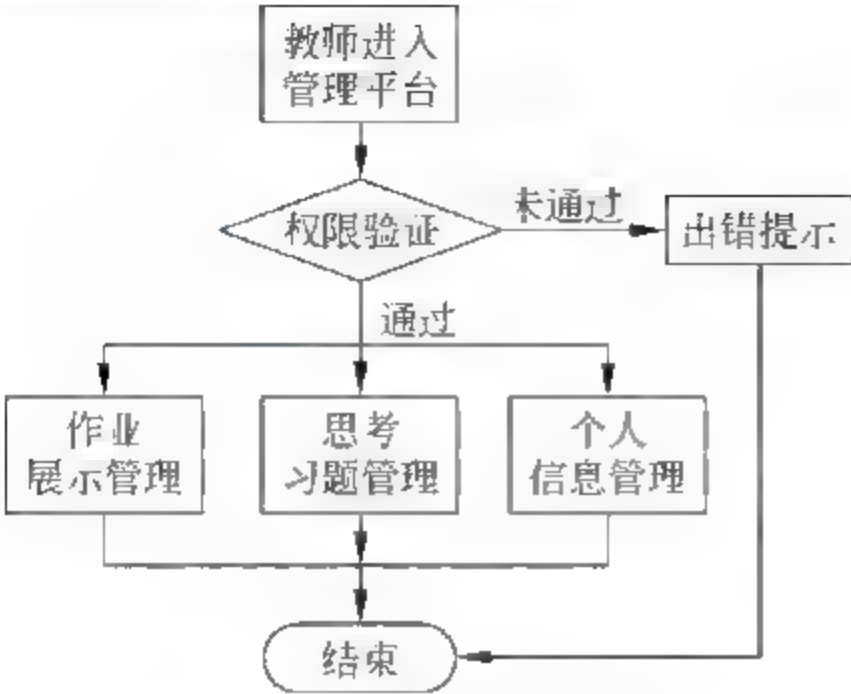 教师进入
管理平台
权限验证
未通过
出错提示
通过
作业
展示管理
思考
习题管理
个人
信息管理
结束